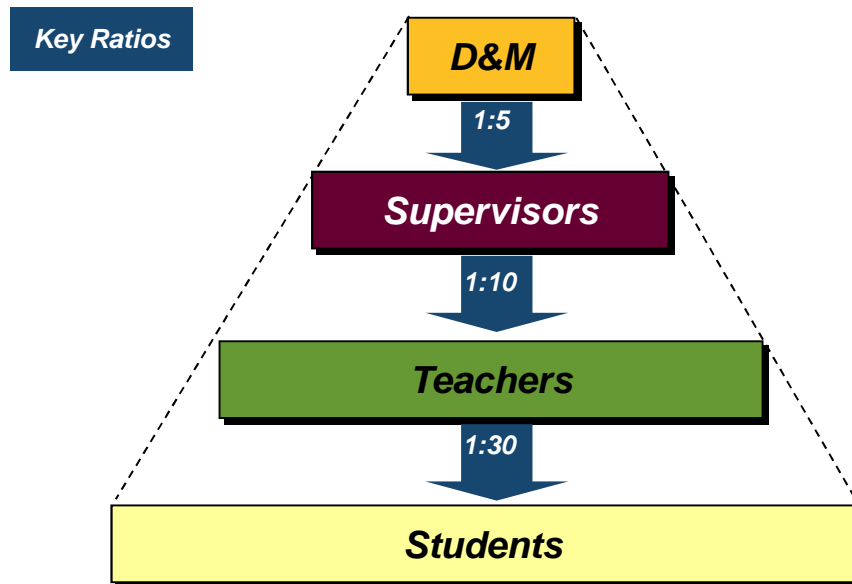 Key Ratios
D&M
1:5
Supervisors
1:10
Teachers
1:30
Students